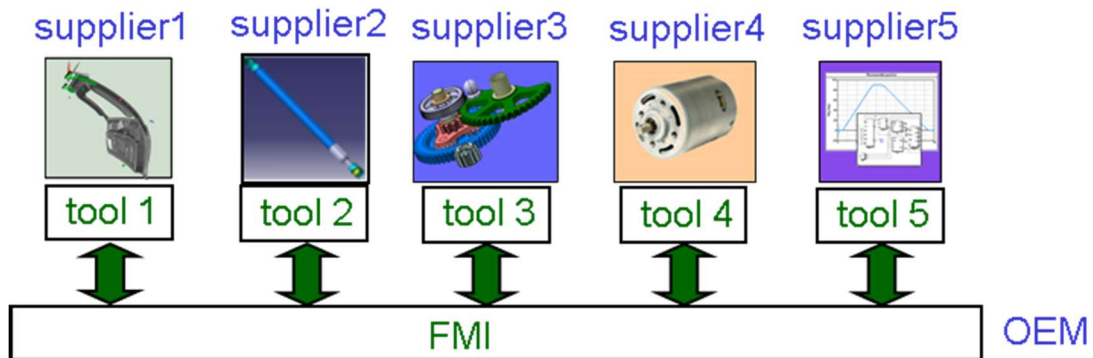 supplier1 supplier2 supplier3 supplier4 supplier5
tool 1 tool 2 tool 3 tool 4 tool 5
FMI OEM